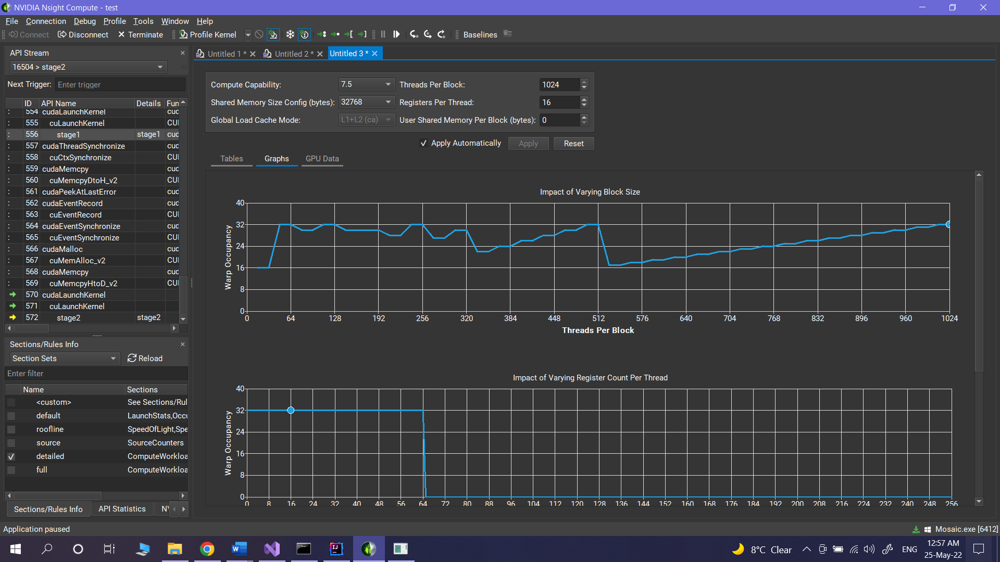 NVIDIA Nsight Compute - test
File Connection Debug Profile Tools Window Help
Connect Disconnect Terminate Profile Kernel Baselines
API Stream
16504 > stage2
Next Trigger: Enter trigger
ID API Name Details Fun
554 cudaLaunchKernel cud
555 cuLaunchKernel CUI
556 stage1 stage1 cud
557 cudaThreadSynchronize cud
558 cuCtxSynchronize CUI
559 cudaMemcpy cud
560 cuMemcpyDtoH_v2 CUI
561 cudaPeekAtLastError cud
562 cudaEventRecord cud
563 cuEventRecord CUI
564 cudaEventSynchronize cud
565 cuEventSynchronize CUI
566 cudaMalloc cud
567 cuMemAlloc_v2 CUI
568 cudaMemcpy cud
569 cuMemcpyHtoD_v2 CUI
570 cudaLaunchKernel
571 cuLaunchKernel
572 stage2 stage2
Sections/Rules Info
Section Sets Reload
Enter filter
Name Sections
<custom> See Sections/Rul
default LaunchStats,Occu
roofline SpeedOfLight,Spe
source SourceCounters
detailed ComputeWorkloa
full ComputeWorkloa
Sections/Rules Info API Statistics NV
Untitled 1 * Untitled 2 * Untitled 3 *
Compute Capability: 7.5 Threads Per Block: 1024
Shared Memory Size Config (bytes): 32768 Registers Per Thread: 16
Global Load Cache Mode: L1+L2 (ca) User Shared Memory Per Block (bytes): 0
Apply Automatically Apply Reset
Tables Graphs GPU Data
Impact of Varying Block Size
Warp Occupancy
40
32
24
16
8
0
0 64 128 192 256 320 384 448 512 576 640 704 768 832 896 960 1024
Threads Per Block
Impact of Varying Register Count Per Thread
Warp Occupancy
40
32
24
16
8
0
0 8 16 24 32 40 48 56 64 72 80 88 96 104 112 120 128 136 144 152 160 168 176 184 192 200 208 216 224 232 240 248 256
Application paused
Mosaic.exe [6412]
8°C Clear ENG 12:57 AM
25-May-22